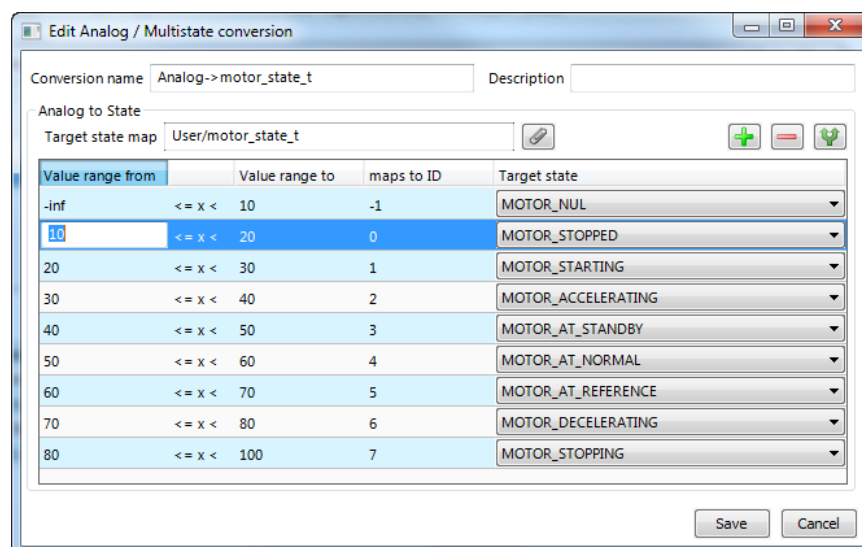 Edit Analog / Multistate conversion
Conversion name Analog->motor_state_t Description
Analog to State
Target state map User/motor_state_t
Value range from Value range to maps to ID Target state
-inf <= x < 10 -1 MOTOR_NUL
10 <= x < 20 0 MOTOR_STOPPED
20 <= x < 30 1 MOTOR_STARTING
30 <= x < 40 2 MOTOR_ACCELERATING
40 <= x < 50 3 MOTOR_AT_STANDBY
50 <= x < 60 4 MOTOR_AT_NORMAL
60 <= x < 70 5 MOTOR_AT_REFERENCE
70 <= x < 80 6 MOTOR_DECELERATING
80 <= x < 100 7 MOTOR_STOPPING
Save Cancel